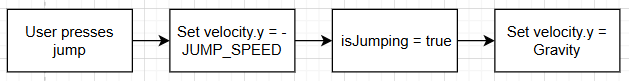 User presses
jump
Set velocity.y = -
JUMP_SPEED
isJumping = true
Set velocity.y =
Gravity